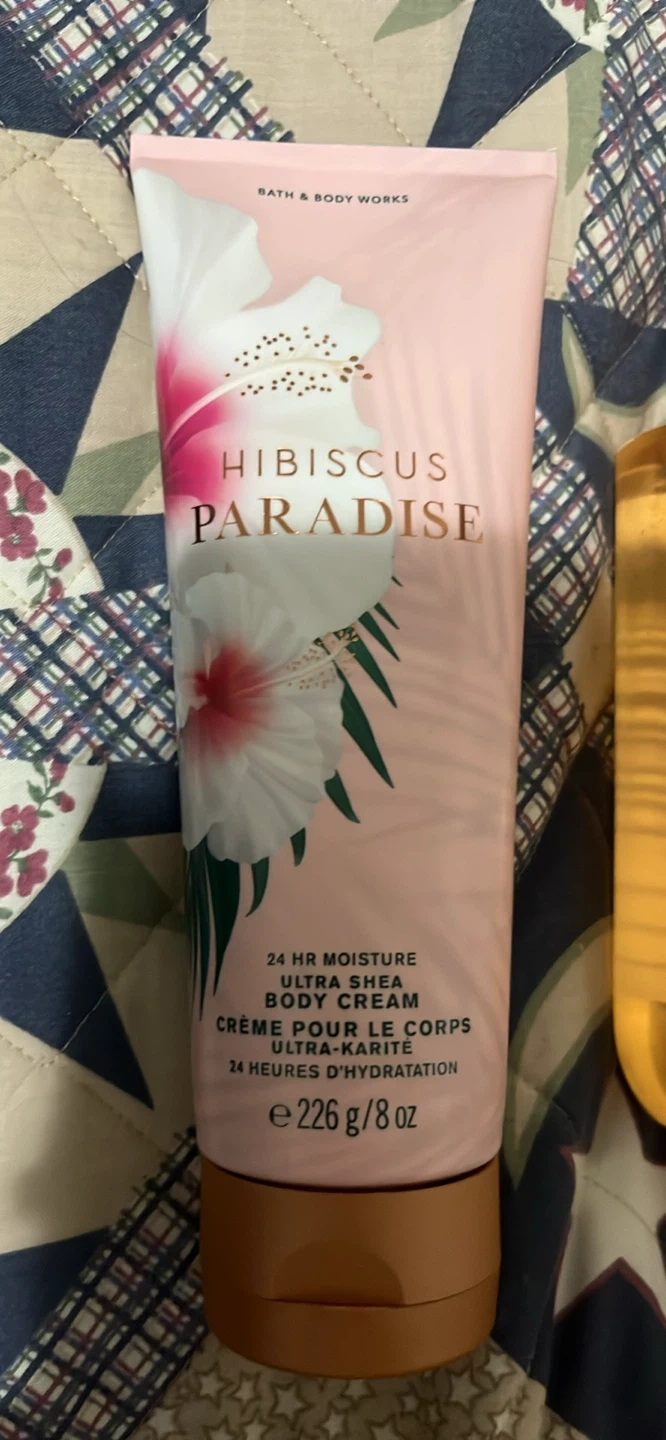 BATH & BODY WORKS
HIBISCUS
PARADISE
24 HR MOISTURE
ULTRA SHEA
BODY CREAM
CRÈME POUR LE CORPS
ULTRA-KARITÉ
24 HEURES D'HYDRATATION
℮ 226 g/8 oz